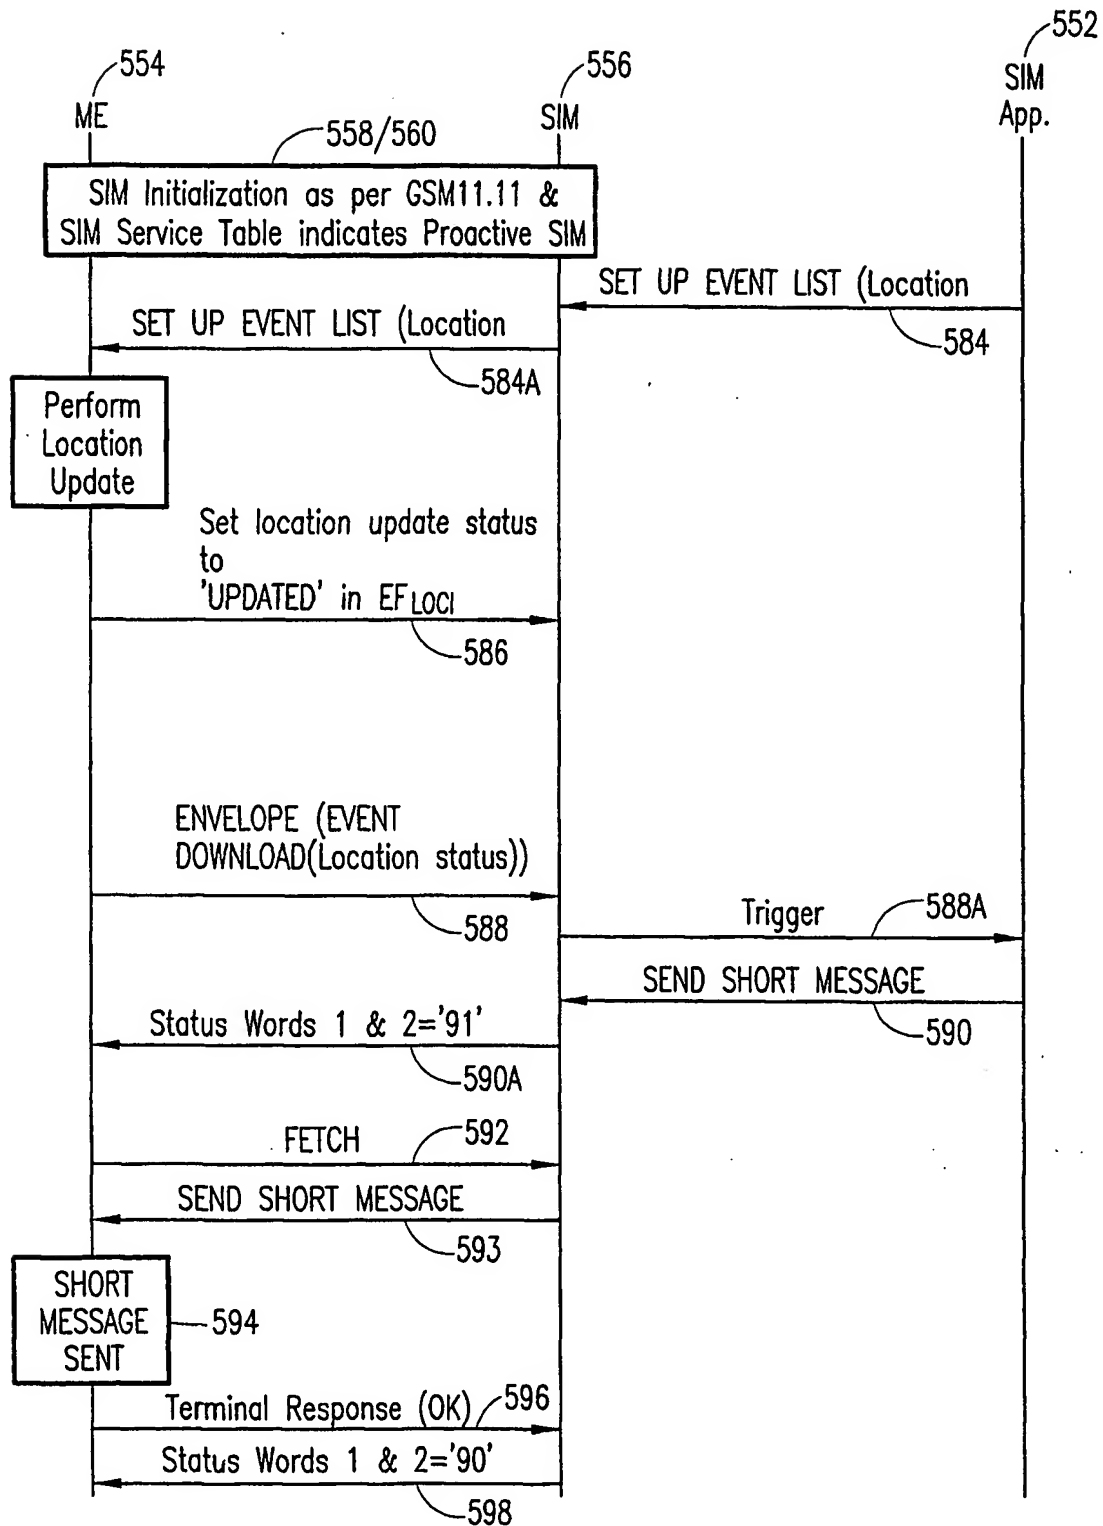 552
554
556
SIM
App.
ME
SIM
558/560
SIM Initialization as per GSM11.11 &
SIM Service Table indicates Proactive SIM
SET UP EVENT LIST (Location
584
SET UP EVENT LIST (Location
584A
Perform
Location
Update
Set location update status
to
'UPDATED' in EFLOCI
586
ENVELOPE (EVENT
DOWNLOAD(Location status))
588
Trigger
588A
SEND SHORT MESSAGE
590
Status Words 1 & 2='91'
590A
FETCH
592
SEND SHORT MESSAGE
593
SHORT
MESSAGE
SENT
594
Terminal Response (OK)
596
Status Words 1 & 2='90'
598